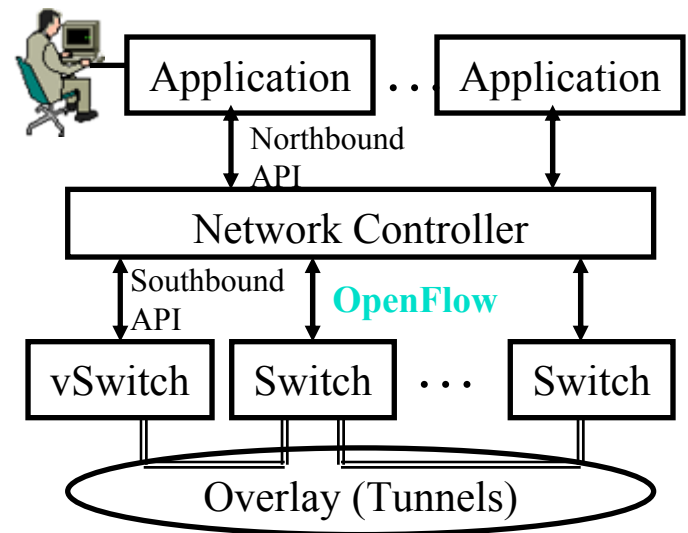 Application ... Application
Northbound
API
Network Controller
Southbound
API
OpenFlow
vSwitch Switch ... Switch
Overlay (Tunnels)